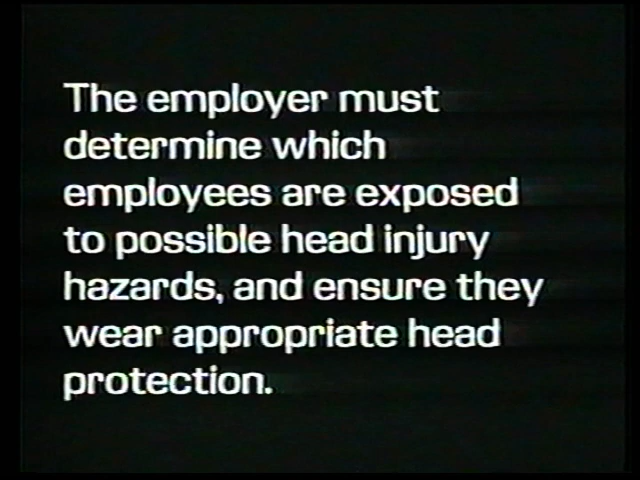 The employer must
determine which
employees are exposed
to possible head injury
hazards, and ensure they
wear appropriate head
protection.